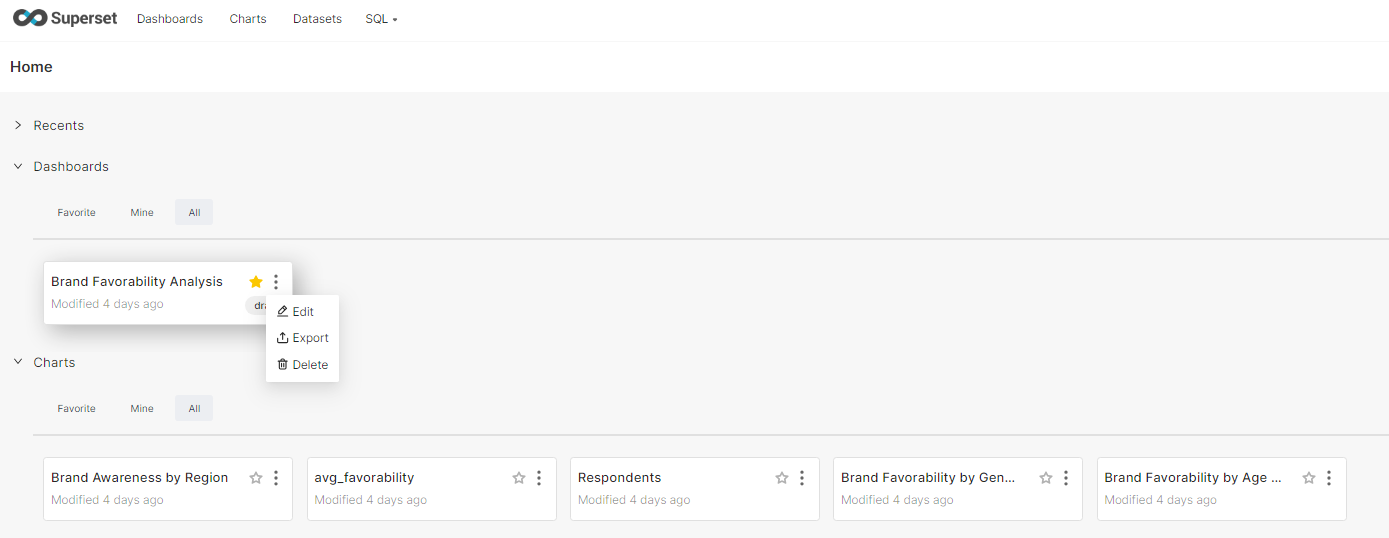 Superset Dashboards Charts Datasets SQL
Home
Recents
Dashboards
Favorite Mine All
Brand Favorability Analysis
Modified 4 days ago
Edit
Export
Delete
Charts
Favorite Mine All
Brand Awareness by Region
Modified 4 days ago
avg_favorability
Modified 4 days ago
Respondents
Modified 4 days ago
Brand Favorability by Gen...
Modified 4 days ago
Brand Favorability by Age ...
Modified 4 days ago